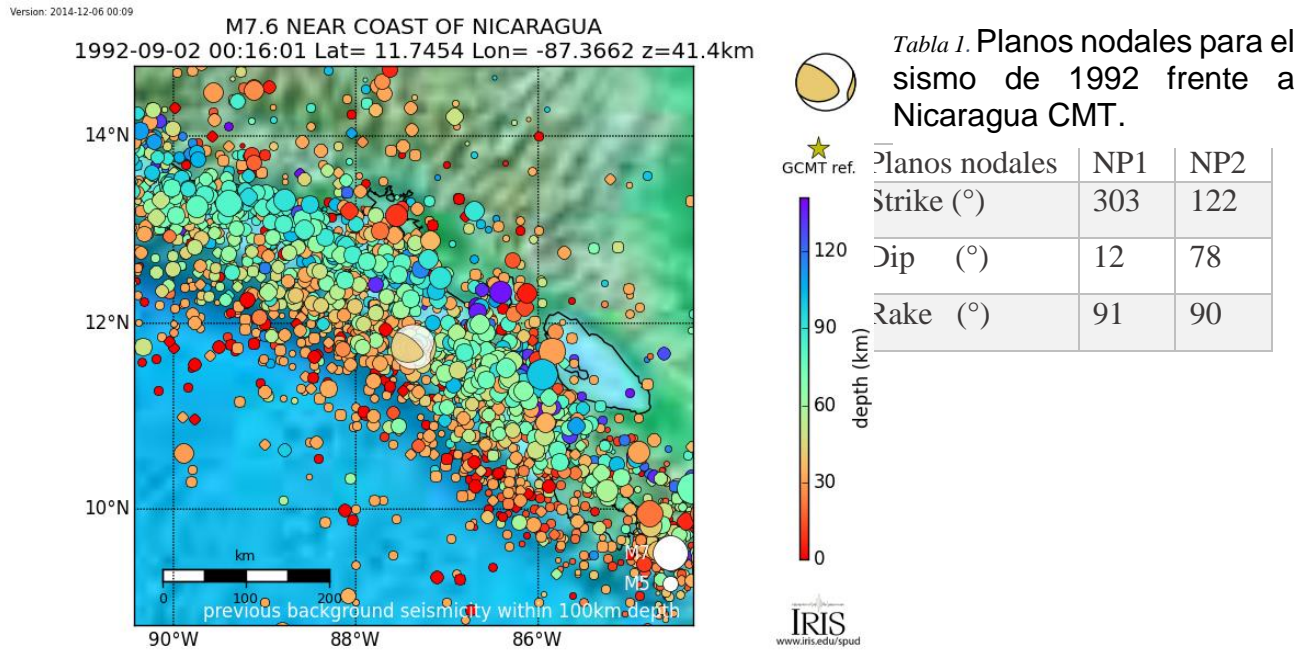 Version: 2014-12-06 00:09
M7.6 NEAR COAST OF NICARAGUA
1992-09-02 00:16:01 Lat= 11.7454 Lon= -87.3662 z=41.4km
14°N
12°N
10°N
90°W 88°W 86°W
km
0 100 200
M7
M5
previous background seismicity within 100km depth
GCMT ref.
120
90
60
30
0
depth (km)
IRIS
www.iris.edu/spud
Tabla 1. Planos nodales para el
sismo de 1992 frente a
Nicaragua CMT.
Planos nodales NP1 NP2
Strike (°) 303 122
Dip (°) 12 78
Rake (°) 91 90